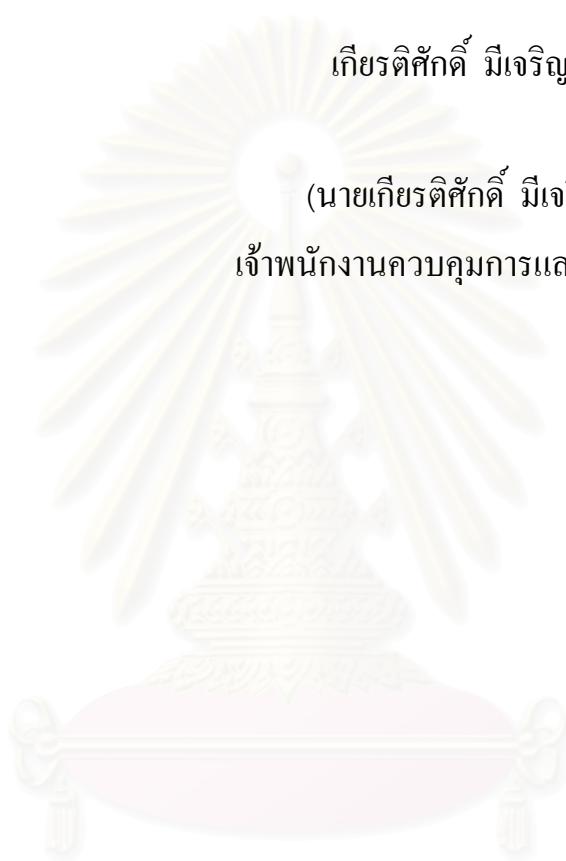 เกียรติศักดิ์ มีเจริญ
(นายเกียรติศักดิ์ มีเจ
เจ้าพนักงานควบคุมการแล